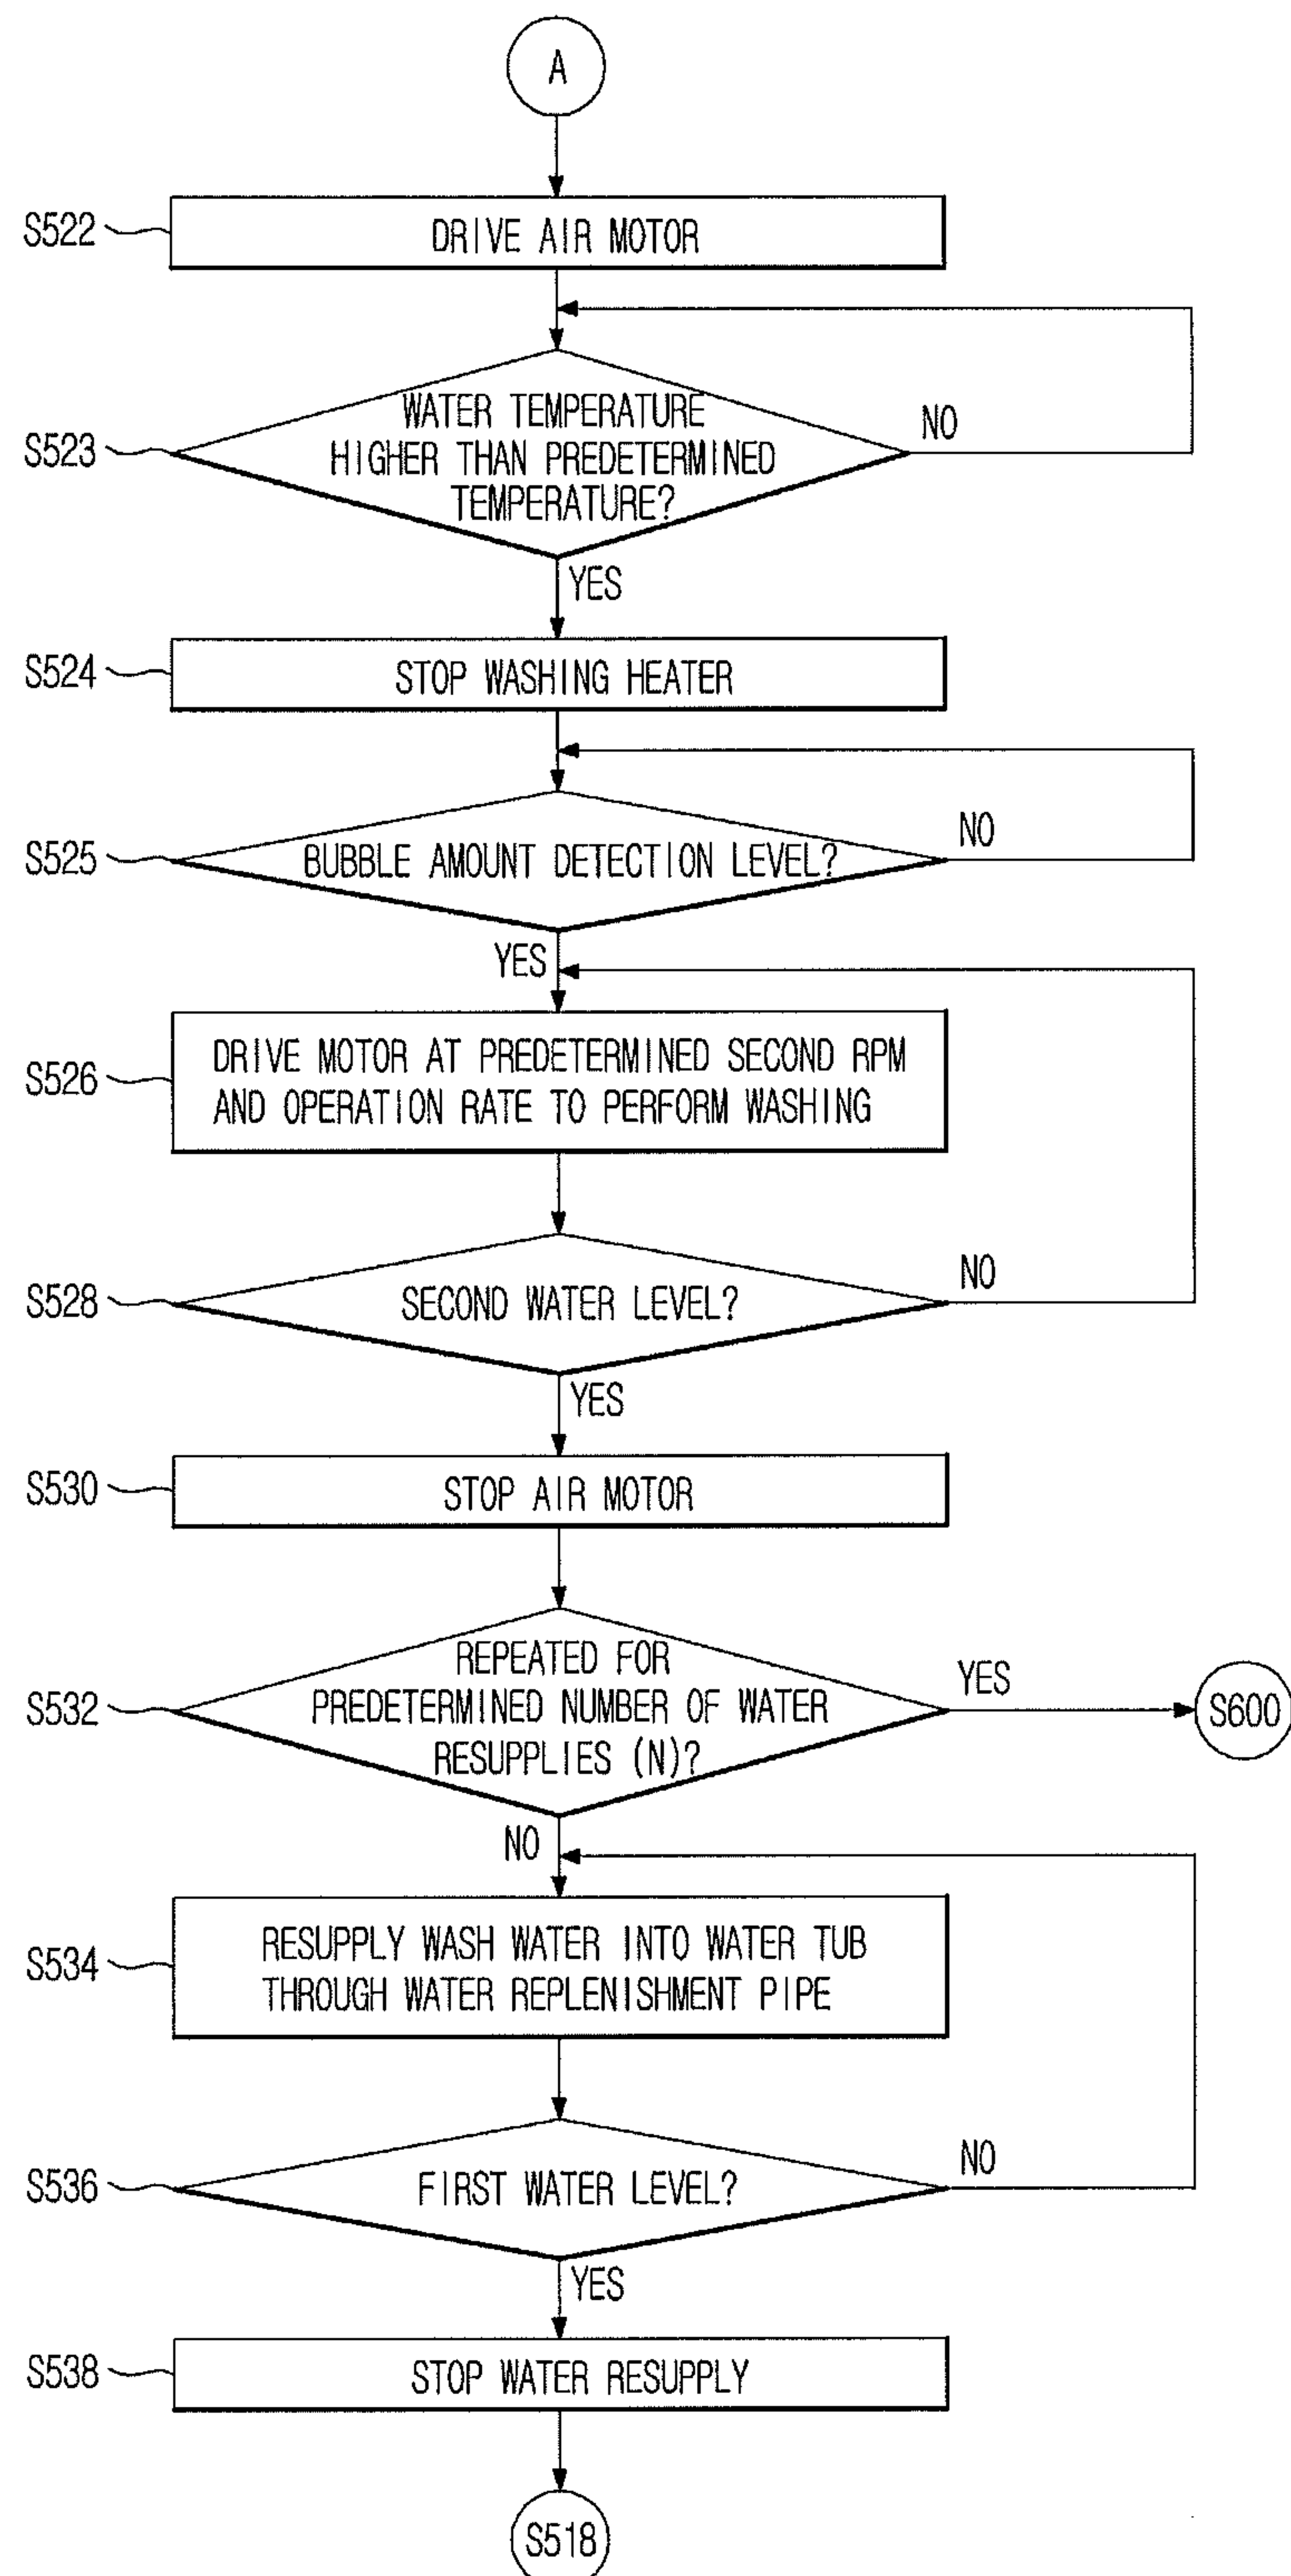 A
S522
DRIVE AIR MOTOR
S523
WATER TEMPERATURE
HIGHER THAN PREDETERMINED
TEMPERATURE?
NO
YES
S524
STOP WASHING HEATER
S525
BUBBLE AMOUNT DETECTION LEVEL?
NO
YES
S526
DRIVE MOTOR AT PREDETERMINED SECOND RPM
AND OPERATION RATE TO PERFORM WASHING
S528
SECOND WATER LEVEL?
NO
YES
S530
STOP AIR MOTOR
S532
REPEATED FOR
PREDETERMINED NUMBER OF WATER
RESUPPLIES (N)?
YES
S600
NO
S534
RESUPPLY WASH WATER INTO WATER TUB
THROUGH WATER REPLENISHMENT PIPE
S536
FIRST WATER LEVEL?
NO
YES
S538
STOP WATER RESUPPLY
S518